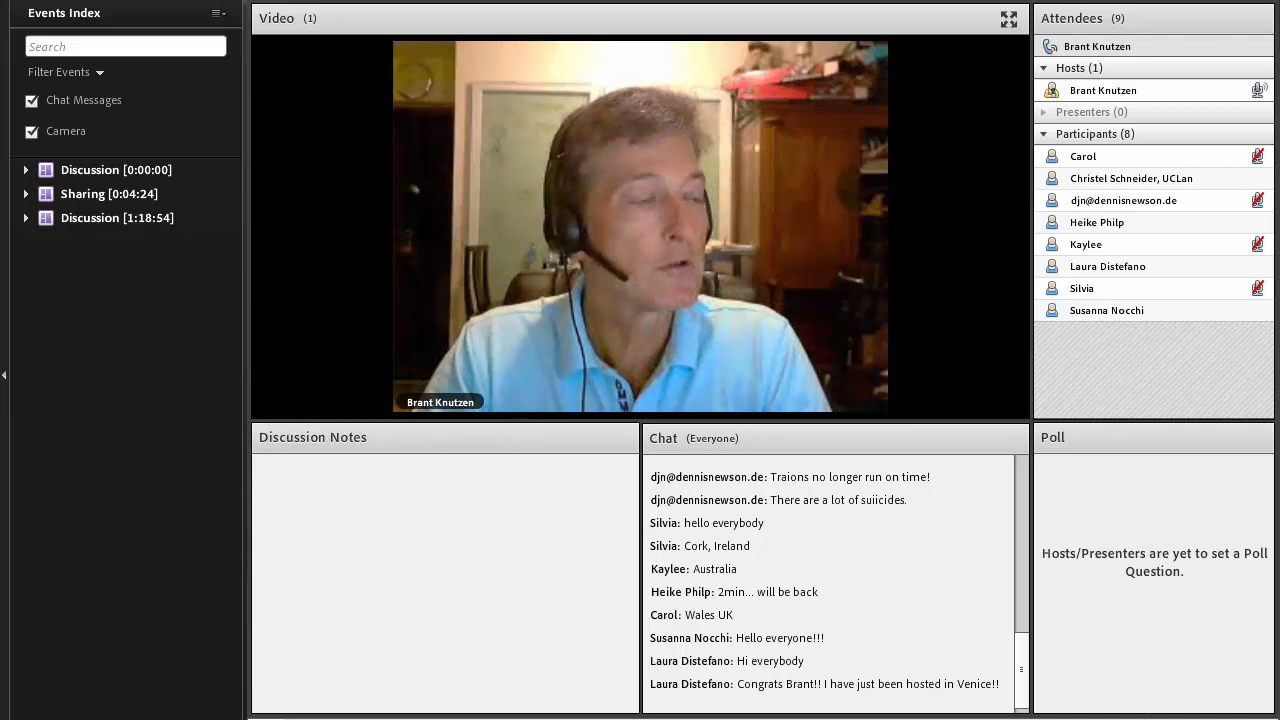 Events Index
Search
Filter Events
Chat Messages
Camera
Discussion [0:00:00]
Sharing [0:04:24]
Discussion [1:18:54]
Video (1)
Brant Knutzen
Attendees (9)
Brant Knutzen
Hosts (1)
Brant Knutzen
Presenters (0)
Participants (8)
Carol
Christel Schneider, UCLan
djn@dennisnewson.de
Heike Philp
Kaylee
Laura Distefano
Silvia
Susanna Nocchi
Discussion Notes
Chat (Everyone)
djn@dennisnewson.de: Traions no longer run on time!
djn@dennisnewson.de: There are a lot of suiicides.
Silvia: hello everybody
Silvia: Cork, Ireland
Kaylee: Australia
Heike Philp: 2min... will be back
Carol: Wales UK
Susanna Nocchi: Hello everyone!!!
Laura Distefano: Hi everybody
Laura Distefano: Congrats Brant!! I have just been hosted in Venice!!
Poll
Hosts/Presenters are yet to set a Poll
Question.